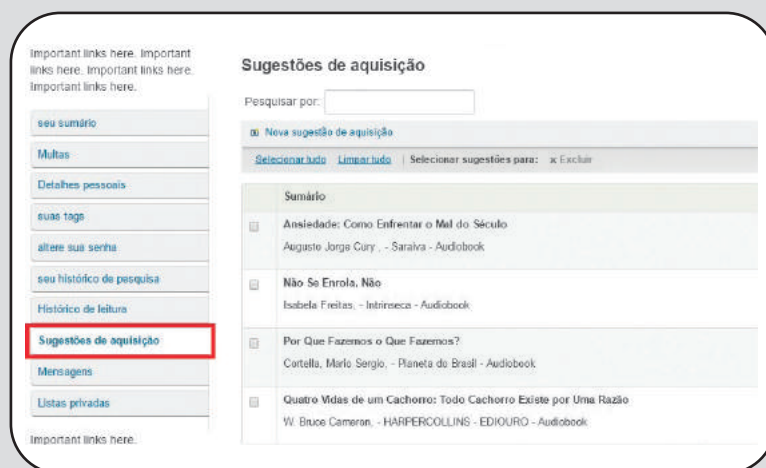 Important links here. Important
links here. Important links here.
Important links here.
seu sumário
Multas
Detalhes pessoais
suas tags
altere sua senha
seu histórico de pesquisa
Histórico de leitura
Sugestões de aquisição
Mensagens
Listas privadas
Important links here.
Sugestões de aquisição
Pesquisar por:
Nova sugestão de aquisição
Selecionar tudo Limpar tudo | Selecionar sugestões para: x Excluir
Sumário
Ansiedade: Como Enfrentar o Mal do Século
Augusto Jorge Cury , - Saraiva - Audiobook
Não Se Enrola, Não
Isabela Freitas, - Intrinseca - Audiobook
Por Que Fazemos o Que Fazemos?
Cortella, Mario Sergio, - Planeta do Brasil - Audiobook
Quatro Vidas de um Cachorro: Todo Cachorro Existe por Uma Razão
W. Bruce Cameron, - HARPERCOLLINS - EDIOURO - Audiobook